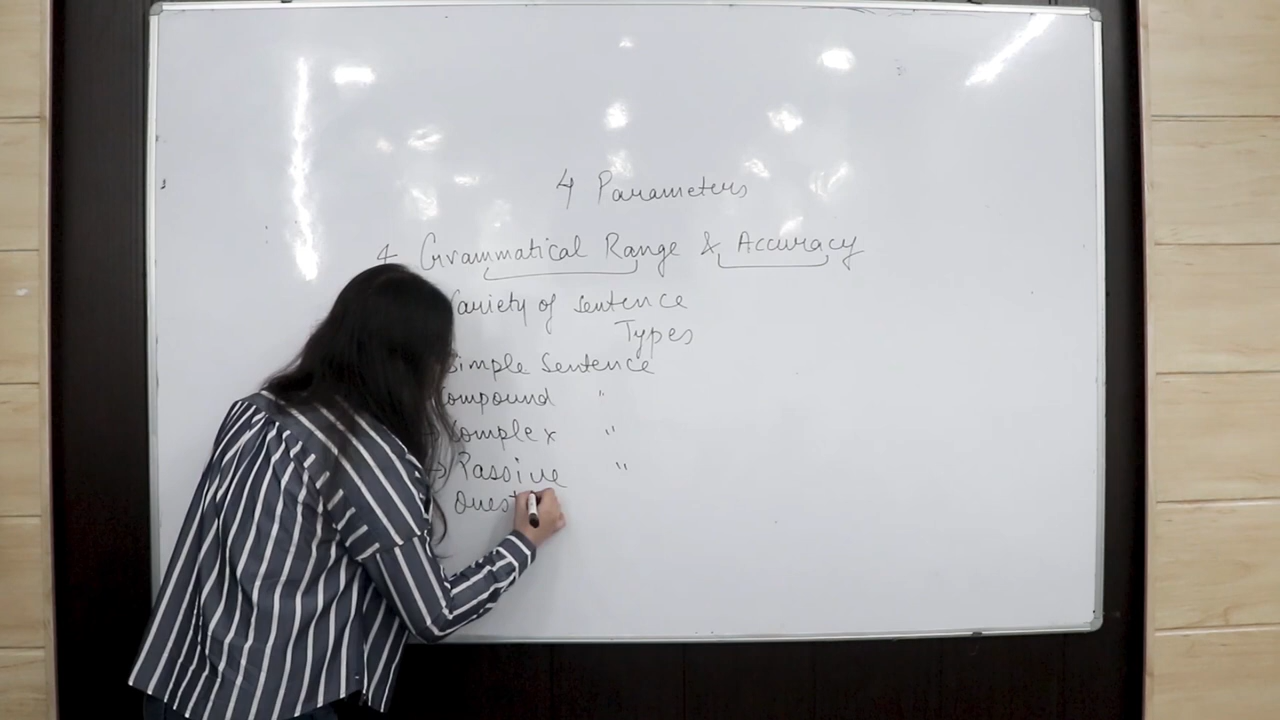 4 Parameters
4 Grammatical Range & Accuracy
Variety of sentence
Types
Simple Sentence
Compound "
→ Complex "
→ Passive "
Quest